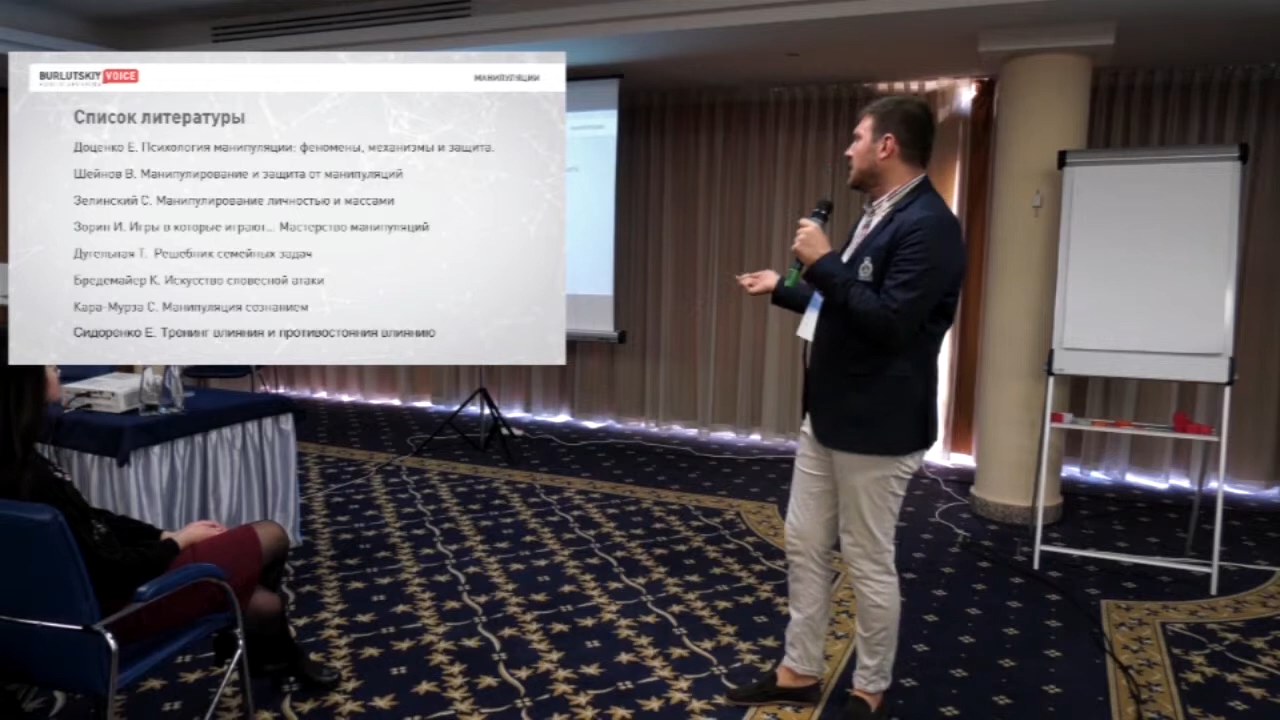 BURLUTSKIY VOICE
МАНИПУЛЯЦИИ
Список литературы
Доценко Е. Психология манипуляции: феномены, механизмы и защита.
Шейнов В. Манипулирование и защита от манипуляций
Зелинский С. Манипулирование личностью и массами
Зорин И. Игры в которые играют... Мастерство манипуляций
Дугельная Т. Решебник семейных задач
Бредемайер К. Искусство словесной атаки
Кара-Мурза С. Манипуляция сознанием
Сидоренко Е. Тренинг влияния и противостояния влиянию